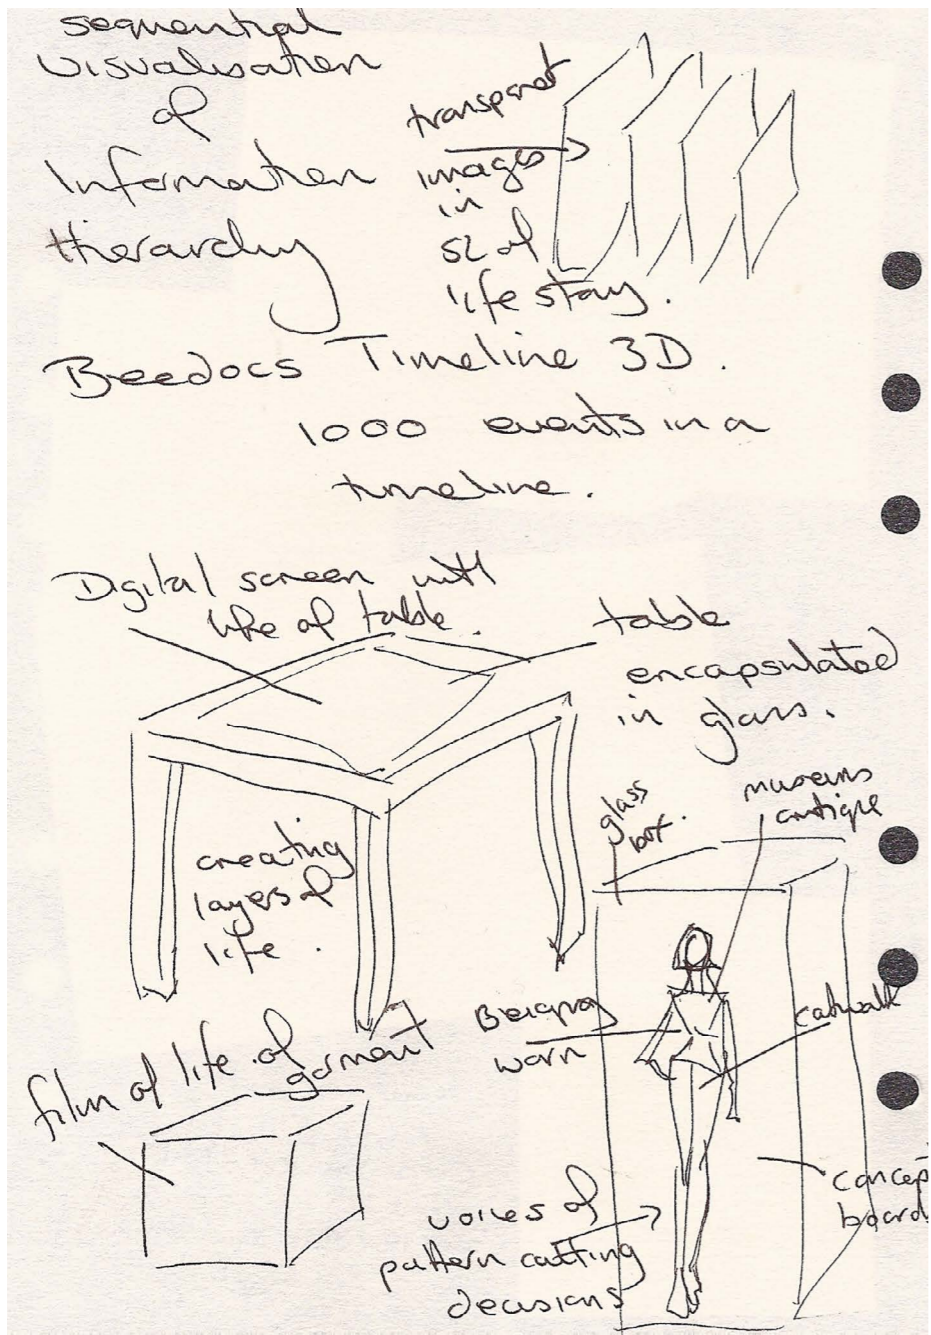 sequential
visualisation
of
Information
Hierarchy
transparent
images
in
life story.
Beedocs Timeline 3D.
1000 events in a
timeline.
Digital screen with
life of table.
table
encapsulated
in glass.
creating
layers of
life.
glass
box.
museums
antique
Being
worn
catwalk
concept
board
voices of
pattern cutting
decisions
film of life of
garment